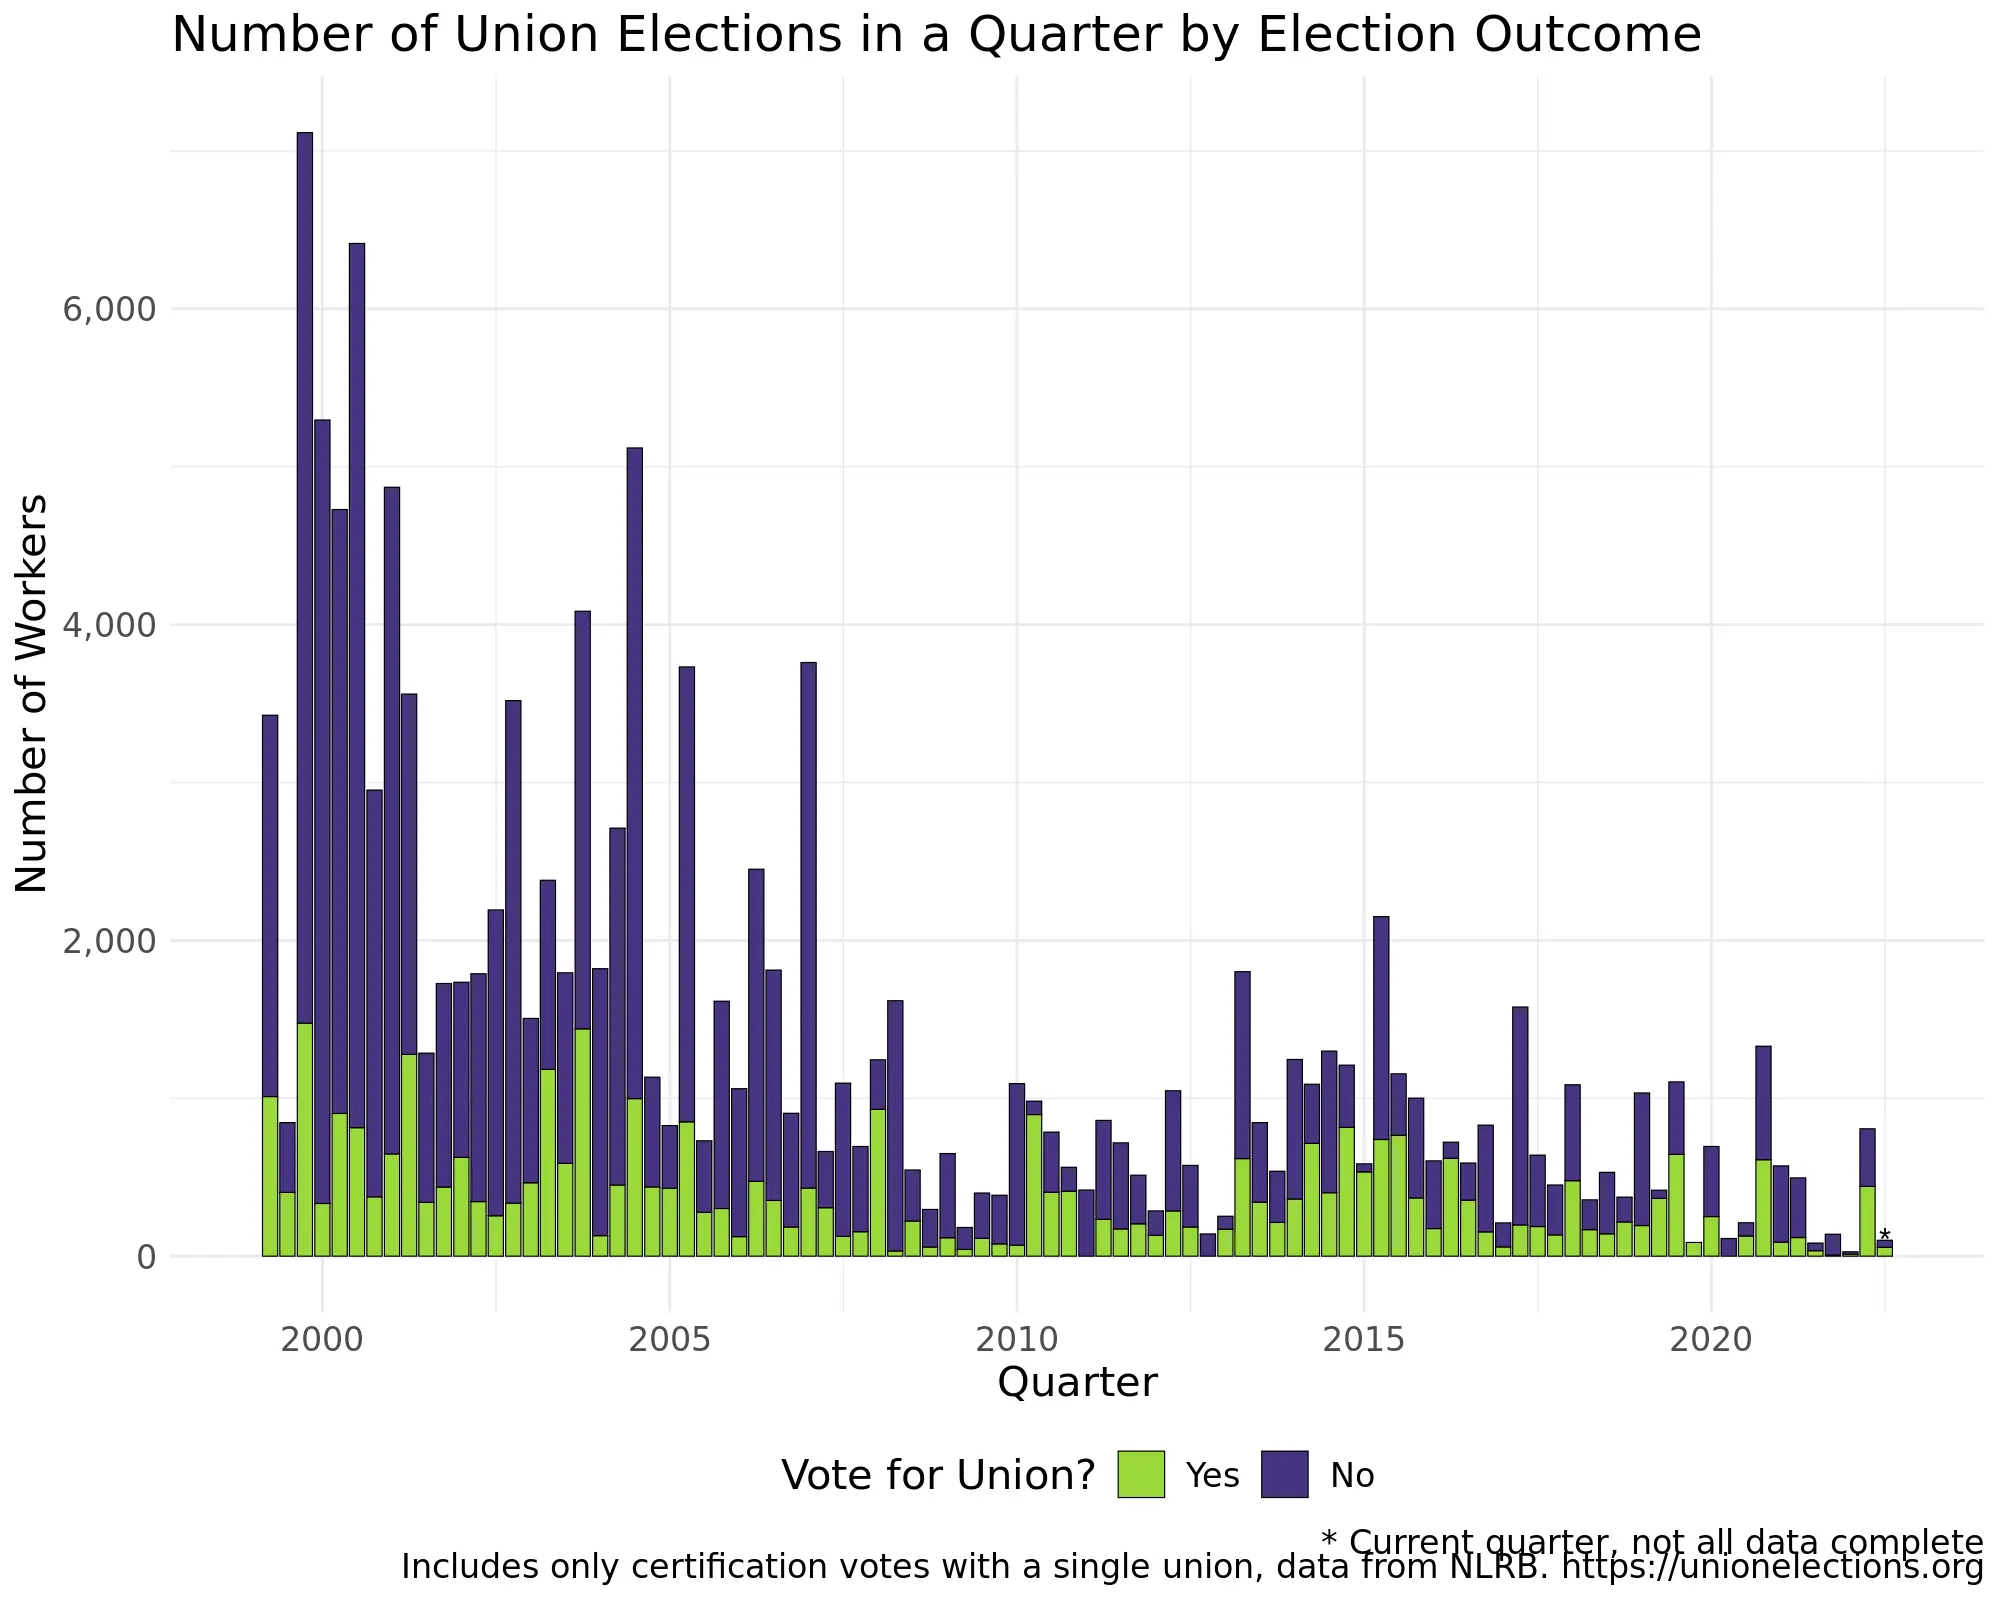 Number of Union Elections in a Quarter by Election Outcome
Number of Workers
6,000
4,000
2,000
0
*
2000 2005 2010 2015 2020
Quarter
Vote for Union? Yes No
* Current quarter, not all data complete
Includes only certification votes with a single union, data from NLRB. https://unionelections.org